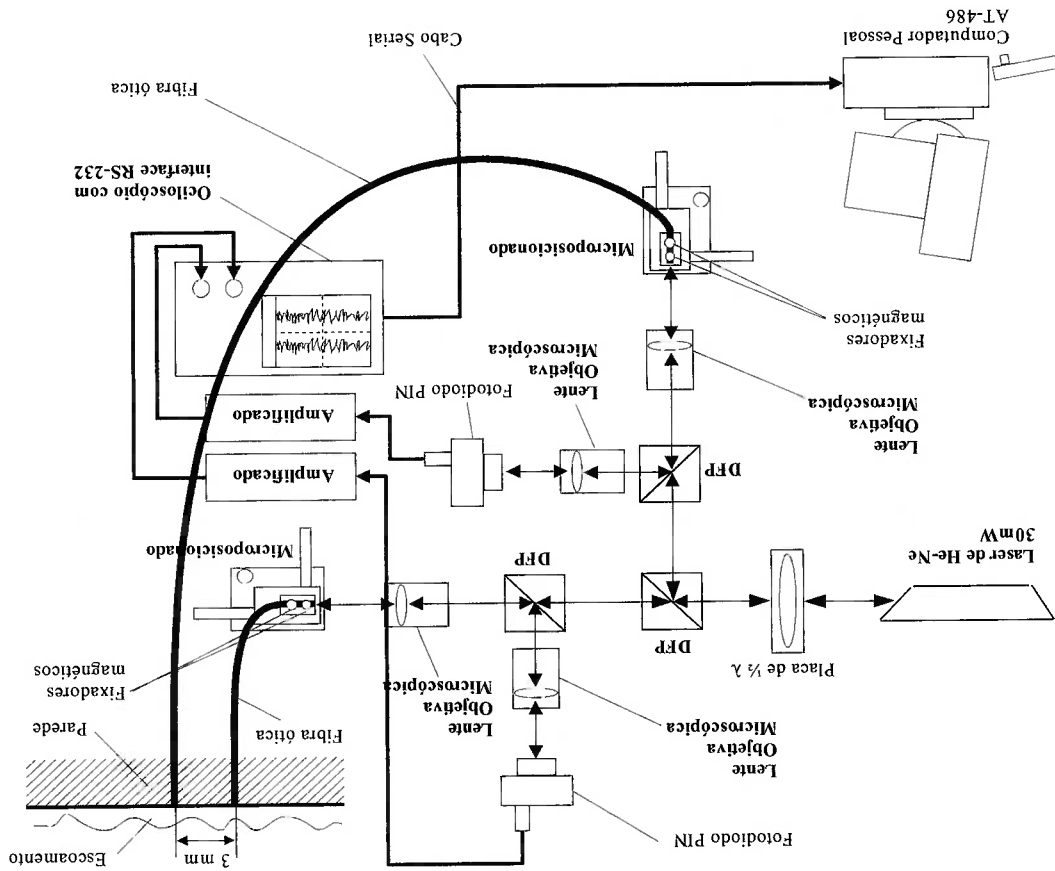 3 mm
Escoamento
Fotodiodo PIN
Lente
Objetiva
Microscópica
Fibra ótica
Parede
Lente
Objetiva
Microscópica
Fixadores
magnéticos
Placa de ½ λ
DFP
DFP
Laser de He-Ne
30mW
Microposicionado
Amplificado
DFP
Amplificado
Lente
Objetiva
Microscópica
Fotodiodo PIN
Lente
Objetiva
Microscópica
Fixadores
magnéticos
Microposicionado
Ociloscópio com
interface RS-232
Fibra ótica
Cabo Serial
Computador Pessoal
AT-486